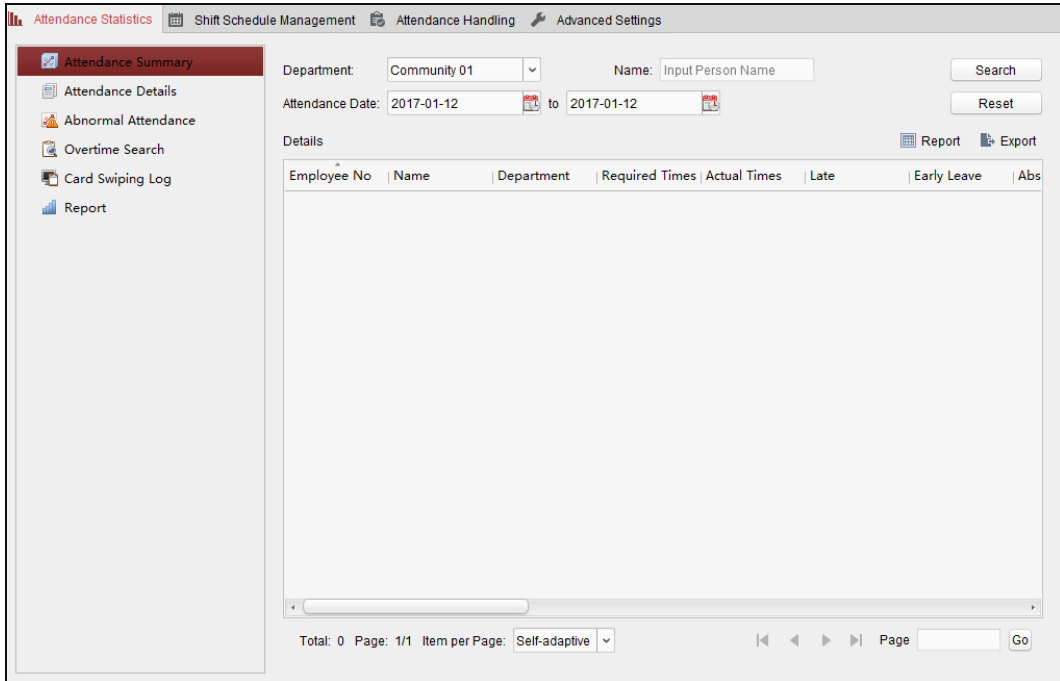 Attendance Statistics Shift Schedule Management Attendance Handling Advanced Settings
Attendance Summary
Attendance Details
Abnormal Attendance
Overtime Search
Card Swiping Log
Report
Department: Community 01 Name: Input Person Name Search
Attendance Date: 2017-01-12 to 2017-01-12 Reset
Details Report Export
Employee No Name Department Required Times Actual Times Late Early Leave Abs
Total: 0 Page: 1/1 Item per Page: Self-adaptive Page Go